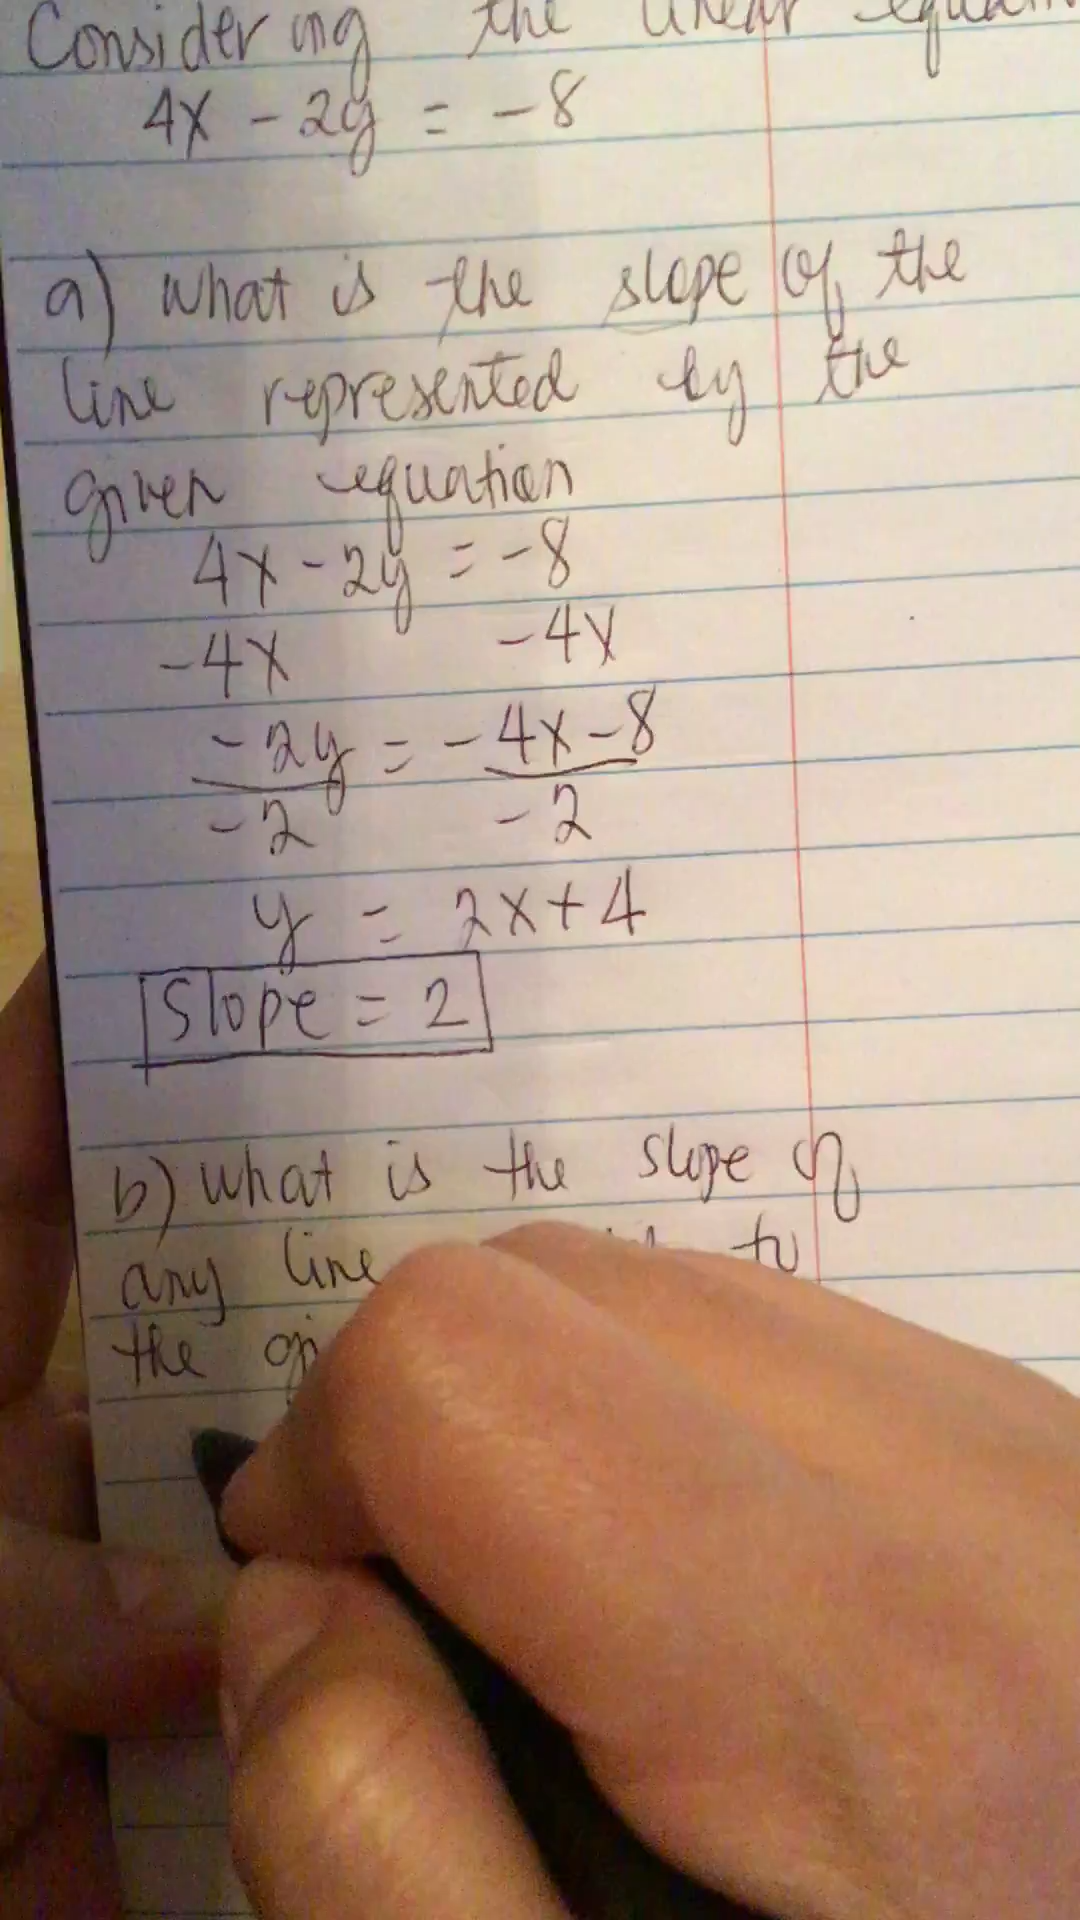 Considering the linear
4x - 2y = -8
a) What is the slope of the
line represented by the
given equation
4x - 2y = -8
-4x -4x
-2y = -4x - 8
-2 -2
y = 2x + 4
Slope = 2
b) What is the slope of
any line to
the